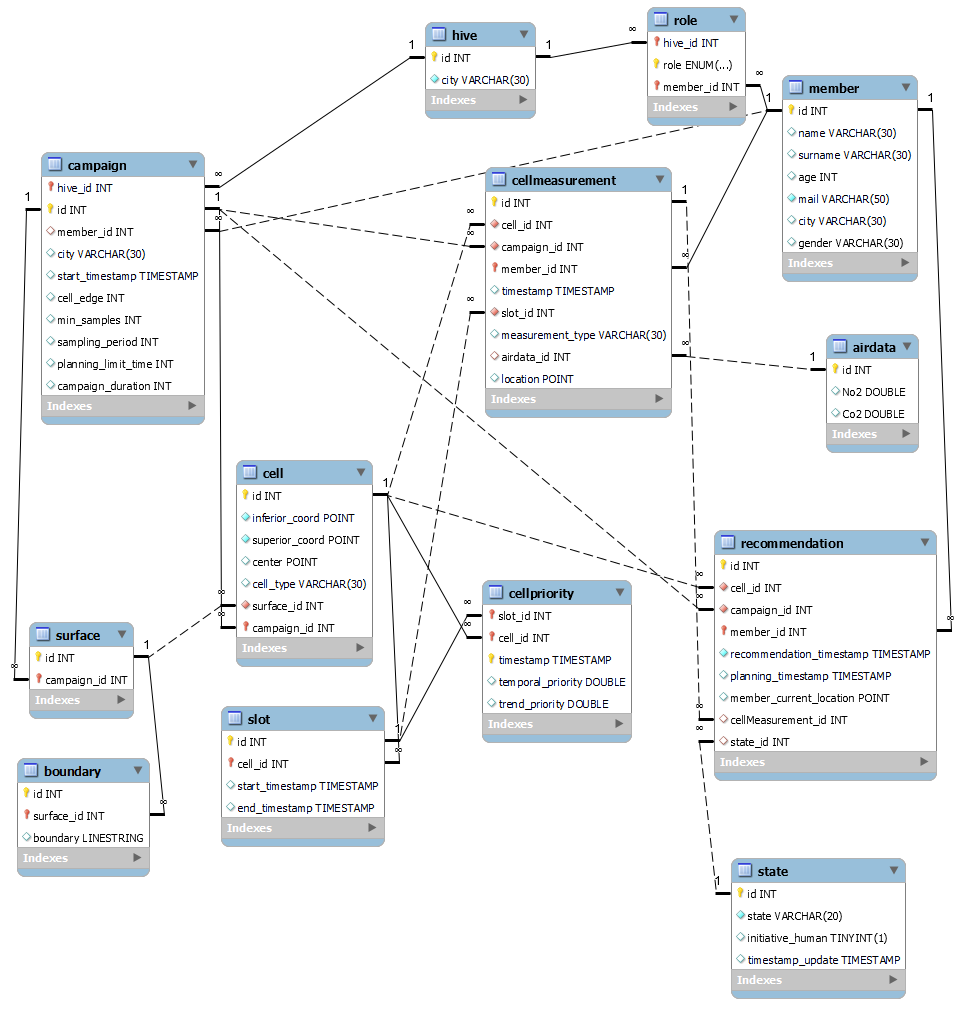 hive
id INT
city VARCHAR(30)
Indexes
role
hive_id INT
role ENUM(...)
member_id INT
Indexes
member
id INT
name VARCHAR(30)
surname VARCHAR(30)
age INT
mail VARCHAR(50)
city VARCHAR(30)
gender VARCHAR(30)
Indexes
campaign
hive_id INT
id INT
member_id INT
city VARCHAR(30)
start_timestamp TIMESTAMP
cell_edge INT
min_samples INT
sampling_period INT
planning_limit_time INT
campaign_duration INT
Indexes
cellmeasurement
id INT
cell_id INT
campaign_id INT
member_id INT
timestamp TIMESTAMP
slot_id INT
measurement_type VARCHAR(30)
airdata_id INT
location POINT
Indexes
airdata
id INT
No2 DOUBLE
Co2 DOUBLE
Indexes
cell
id INT
inferior_coord POINT
superior_coord POINT
center POINT
cell_type VARCHAR(30)
surface_id INT
campaign_id INT
Indexes
recommendation
id INT
cell_id INT
campaign_id INT
member_id INT
recommendation_timestamp TIMESTAMP
planning_timestamp TIMESTAMP
member_current_location POINT
cellMeasurement_id INT
state_id INT
Indexes
cellpriority
slot_id INT
cell_id INT
timestamp TIMESTAMP
temporal_priority DOUBLE
trend_priority DOUBLE
Indexes
surface
id INT
campaign_id INT
Indexes
slot
id INT
cell_id INT
start_timestamp TIMESTAMP
end_timestamp TIMESTAMP
Indexes
boundary
id INT
surface_id INT
boundary LINESTRING
Indexes
state
id INT
state VARCHAR(20)
initiative_human TINYINT(1)
timestamp_update TIMESTAMP
Indexes
1
1
∞
∞
1
1
∞
1
∞
1
1
∞
∞
∞
∞
∞
1
1
∞
∞
1
∞
∞
∞
∞
∞
∞
1
∞
∞
1
∞
∞
1